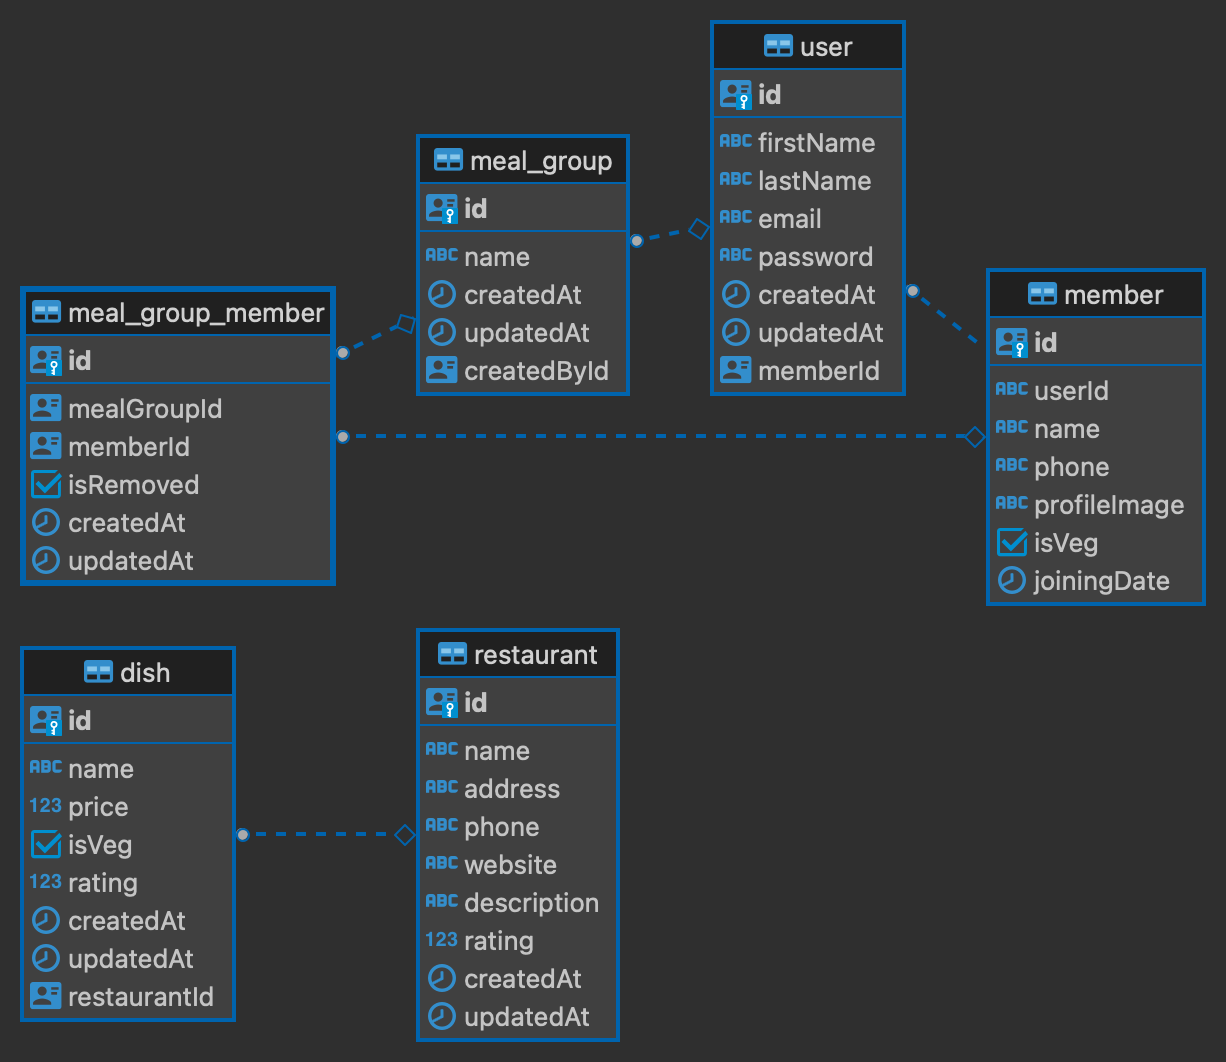 user
id
ABC firstName
ABC lastName
ABC email
ABC password
createdAt
updatedAt
memberId
meal_group
id
ABC name
createdAt
updatedAt
createdById
member
id
ABC userId
ABC name
ABC phone
ABC profileImage
isVeg
joiningDate
meal_group_member
id
mealGroupId
memberId
isRemoved
createdAt
updatedAt
dish
id
ABC name
123 price
isVeg
123 rating
createdAt
updatedAt
restaurantId
restaurant
id
ABC name
ABC address
ABC phone
ABC website
ABC description
123 rating
createdAt
updatedAt